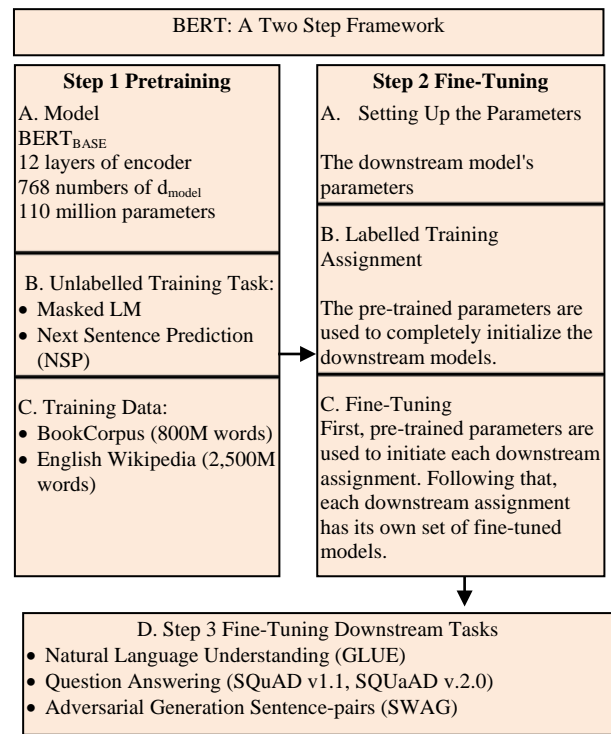 BERT: A Two Step Framework
Step 1 Pretraining
A. Model
BERTBASE
12 layers of encoder
768 numbers of dmodel
110 million parameters
B. Unlabelled Training Task:
• Masked LM
• Next Sentence Prediction
(NSP)
C. Training Data:
• BookCorpus (800M words)
• English Wikipedia (2,500M
words)
Step 2 Fine-Tuning
A. Setting Up the Parameters
The downstream model's
parameters
B. Labelled Training
Assignment
The pre-trained parameters are
used to completely initialize the
downstream models.
C. Fine-Tuning
First, pre-trained parameters are
used to initiate each downstream
assignment. Following that,
each downstream assignment
has its own set of fine-tuned
models.
D. Step 3 Fine-Tuning Downstream Tasks
• Natural Language Understanding (GLUE)
• Question Answering (SQuAD v1.1, SQUaAD v.2.0)
• Adversarial Generation Sentence-pairs (SWAG)